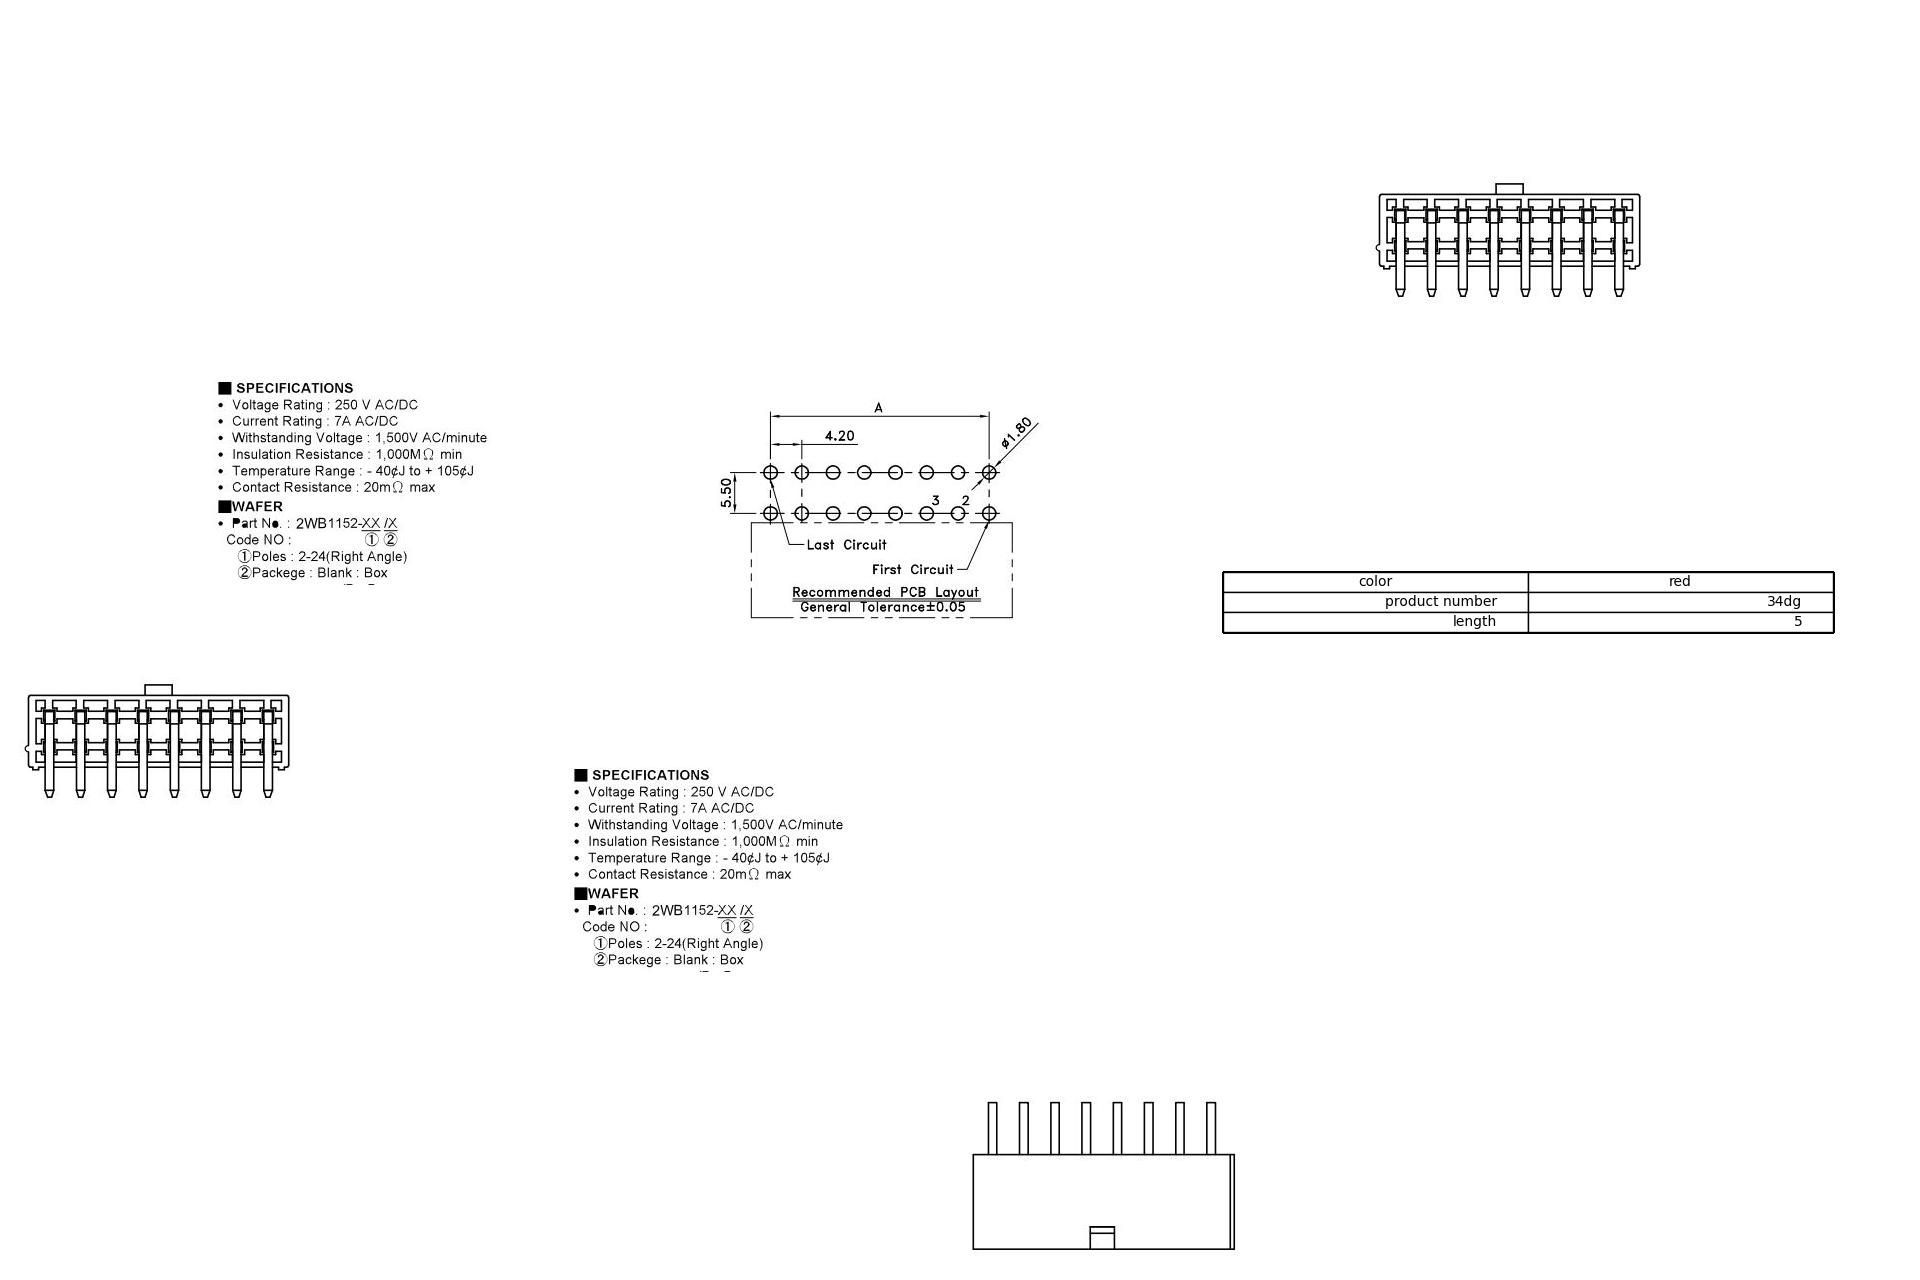 ■ SPECIFICATIONS
• Voltage Rating : 250 V AC/DC
• Current Rating : 7A AC/DC
• Withstanding Voltage : 1,500V AC/minute
• Insulation Resistance : 1,000MΩ min
• Temperature Range : - 40¢J to + 105¢J
• Contact Resistance : 20mΩ max
■WAFER
• Part No. : 2WB1152-XX /X
Code NO : ① ②
①Poles : 2-24(Right Angle)
②Packege : Blank : Box
A
4.20
ø1.80
5.50
3 2
Last Circuit
First Circuit
Recommended PCB Layout
General Tolerance±0.05
color red
product number 34dg
length 5
■ SPECIFICATIONS
• Voltage Rating : 250 V AC/DC
• Current Rating : 7A AC/DC
• Withstanding Voltage : 1,500V AC/minute
• Insulation Resistance : 1,000MΩ min
• Temperature Range : - 40¢J to + 105¢J
• Contact Resistance : 20mΩ max
■WAFER
• Part No. : 2WB1152-XX /X
Code NO : ① ②
①Poles : 2-24(Right Angle)
②Packege : Blank : Box